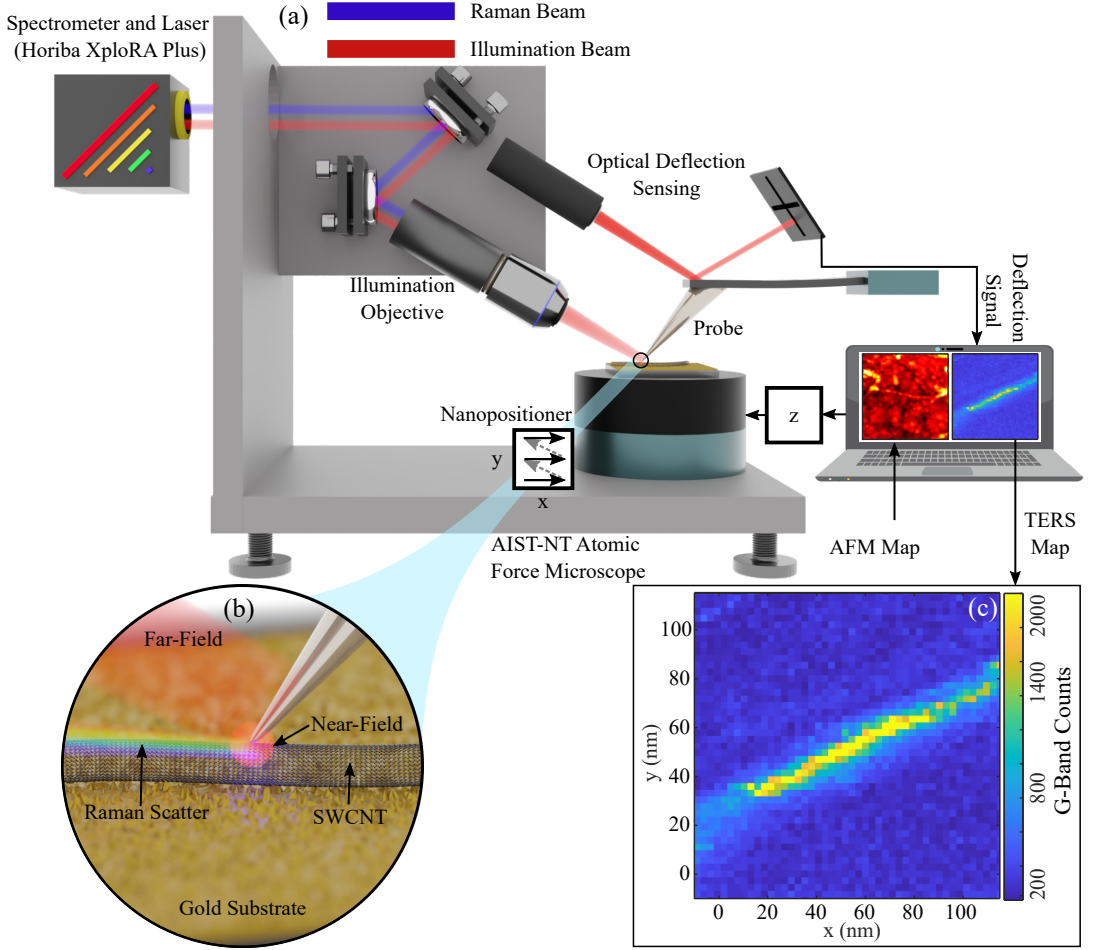 Spectrometer and Laser
(Horiba XploRA Plus)
(a)
Raman Beam
Illumination Beam
Optical Deflection
Sensing
Deflection
Signal
Illumination
Objective
Probe
Nanopositioner
y
x
z
AIST-NT Atomic
Force Microscope
AFM Map
TERS
Map
(b)
Far-Field
Near-Field
Raman Scatter
SWCNT
Gold Substrate
(c)
100
80
60
40
20
0
y (nm)
0 20 40 60 80 100
x (nm)
2000
1400
800
200
G-Band Counts